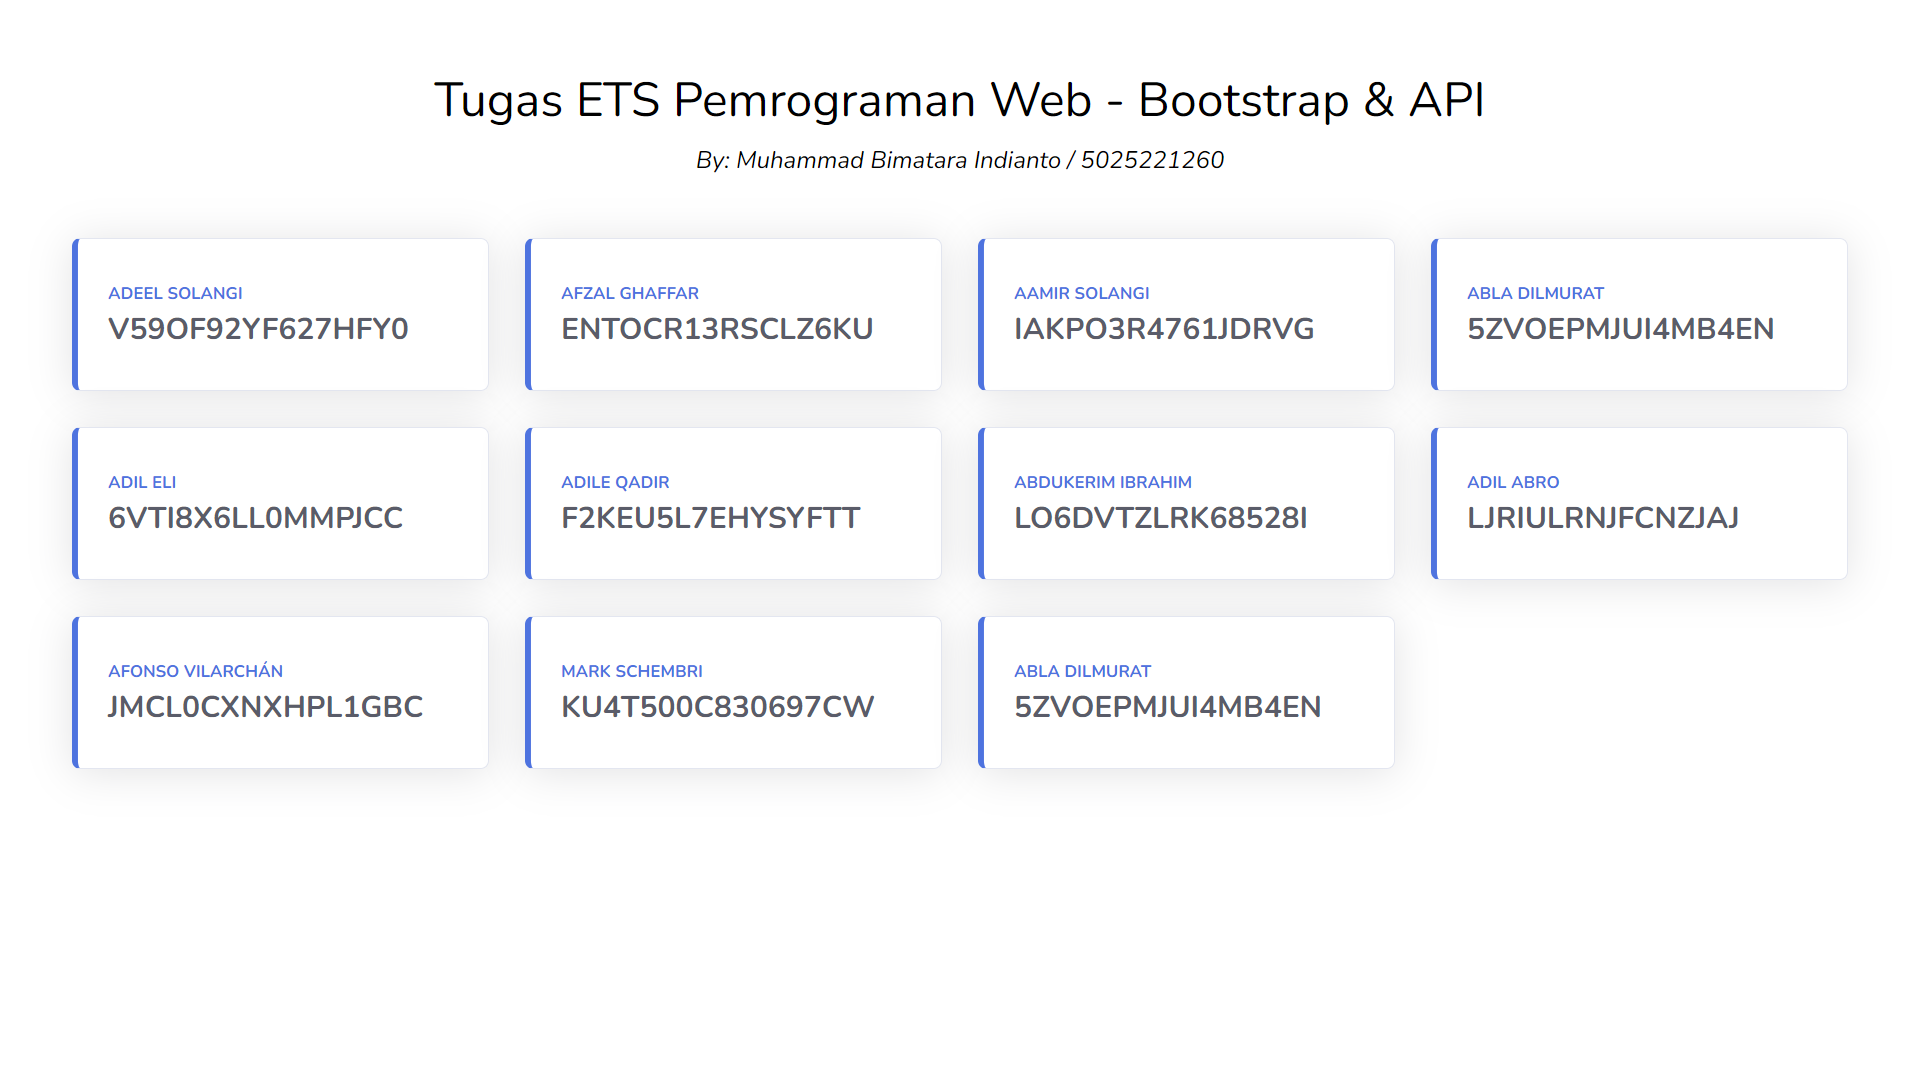 Tugas ETS Pemrograman Web - Bootstrap & API
By: Muhammad Bimatara Indianto / 5025221260
ADEEL SOLANGI
V59OF92YF627HFY0
AFZAL GHAFFAR
ENTOCR13RSCLZ6KU
AAMIR SOLANGI
IAKPO3R4761JDRVG
ABLA DILMURAT
5ZVOEPMJUI4MB4EN
ADIL ELI
6VTI8X6LL0MMPJCC
ADILE QADIR
F2KEU5L7EHYSYFTT
ABDUKERIM IBRAHIM
LO6DVTZLRK68528I
ADIL ABRO
LJRIULRNJFCNZJAJ
AFONSO VILARCHÁN
JMCL0CXNXHPL1GBC
MARK SCHEMBRI
KU4T500C830697CW
ABLA DILMURAT
5ZVOEPMJUI4MB4EN